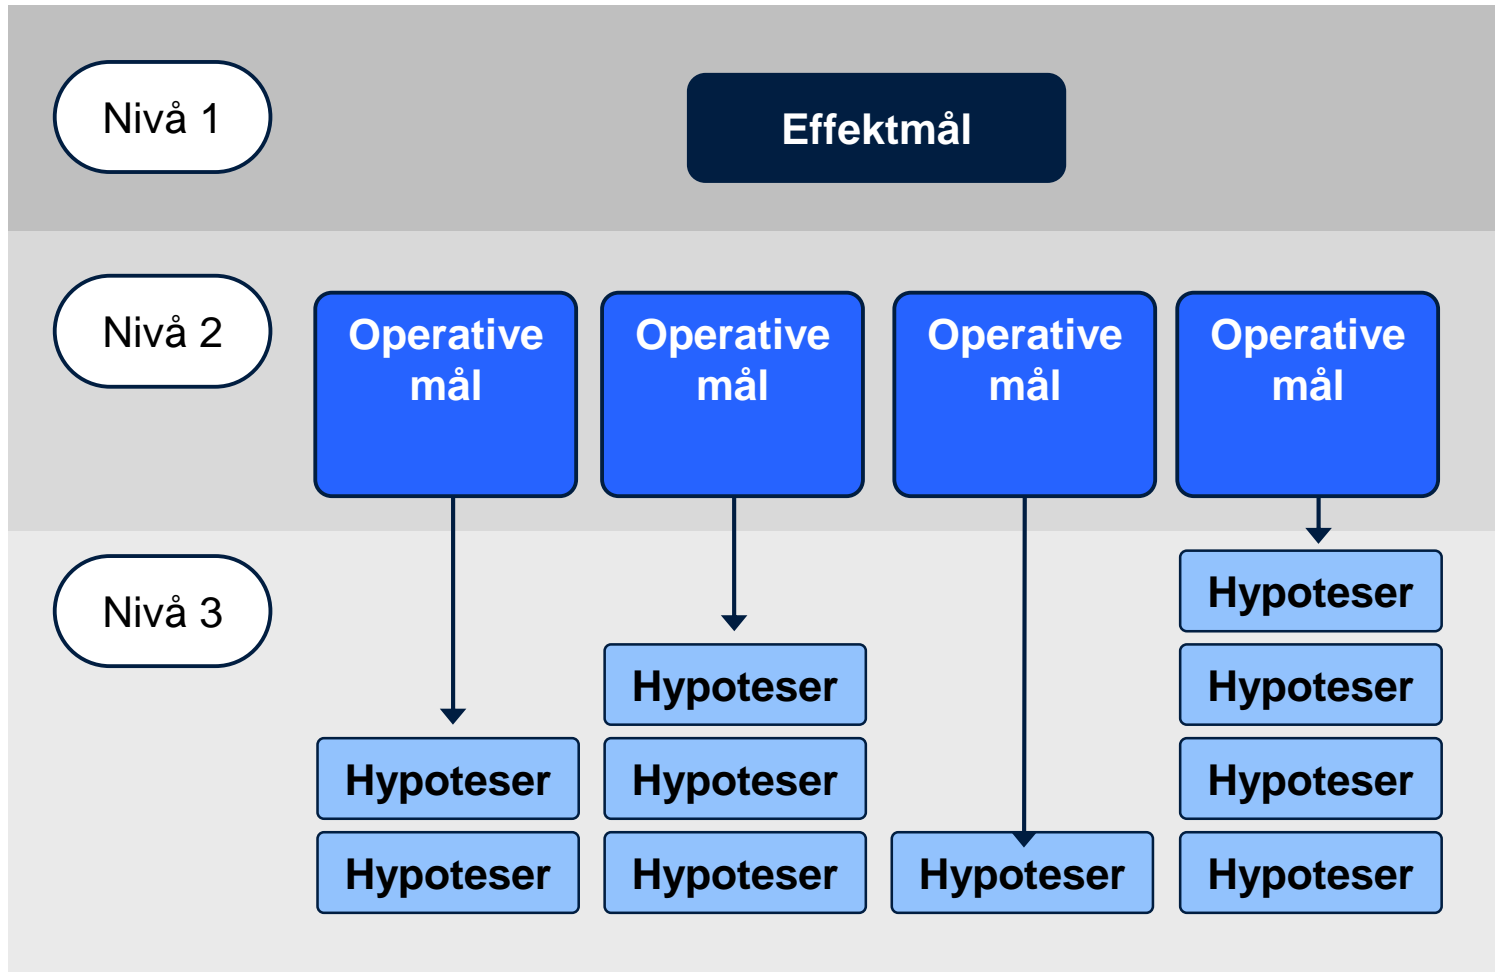 Nivå 1
Effektmål
Nivå 2
Operative
mål
Operative
mål
Operative
mål
Operative
mål
Nivå 3
Hypoteser
Hypoteser
Hypoteser
Hypoteser
Hypoteser
Hypoteser
Hypoteser
Hypoteser
Hypoteser
Hypoteser